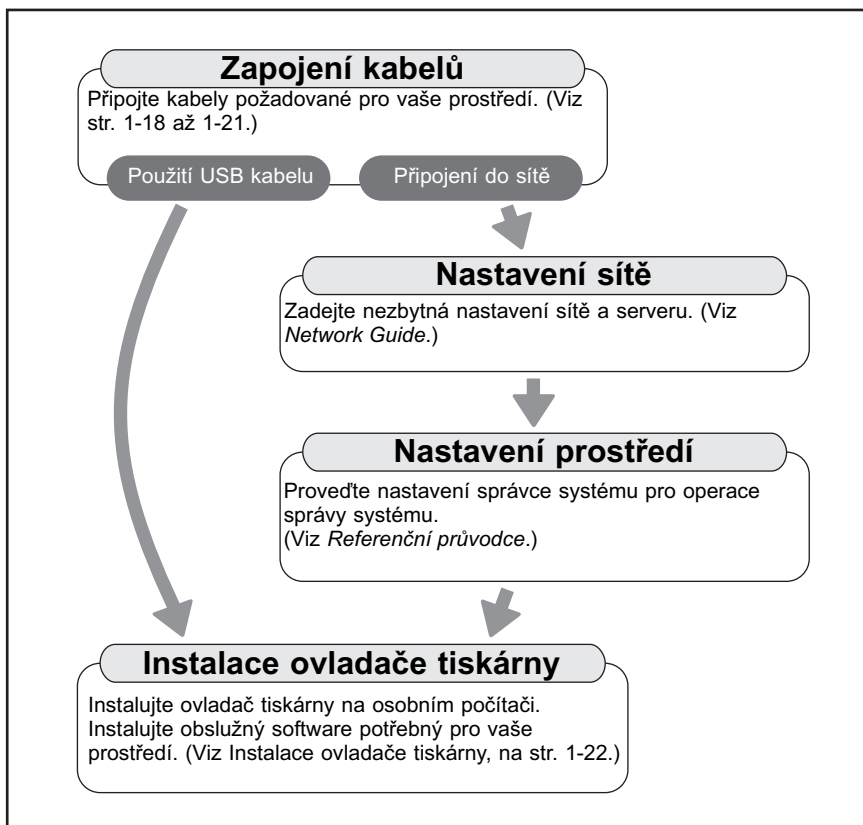 Zapojení kabelů
Připojte kabely požadované pro vaše prostředí. (Viz
str. 1-18 až 1-21.)
Použití USB kabelu
Připojení do sítě
Nastavení sítě
Zadejte nezbytná nastavení sítě a serveru. (Viz
Network Guide.)
Nastavení prostředí
Proveďte nastavení správce systému pro operace
správy systému.
(Viz Referenční průvodce.)
Instalace ovladače tiskárny
Instalujte ovladač tiskárny na osobním počítači.
Instalujte obslužný software potřebný pro vaše
prostředí. (Viz Instalace ovladače tiskárny, na str. 1-22.)